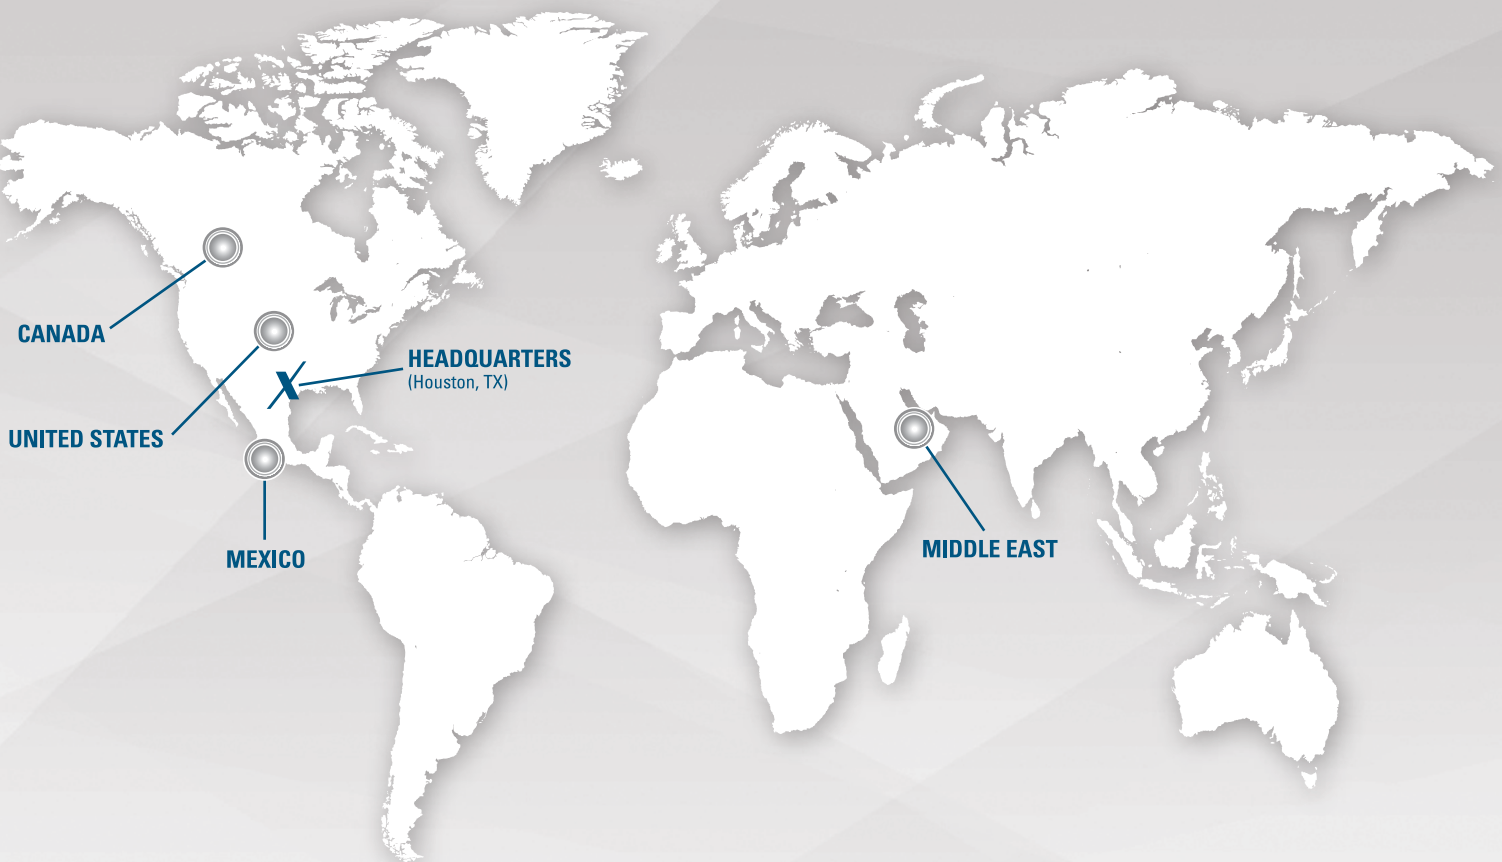 CANADA
HEADQUARTERS
(Houston, TX)
UNITED STATES
MEXICO
MIDDLE EAST